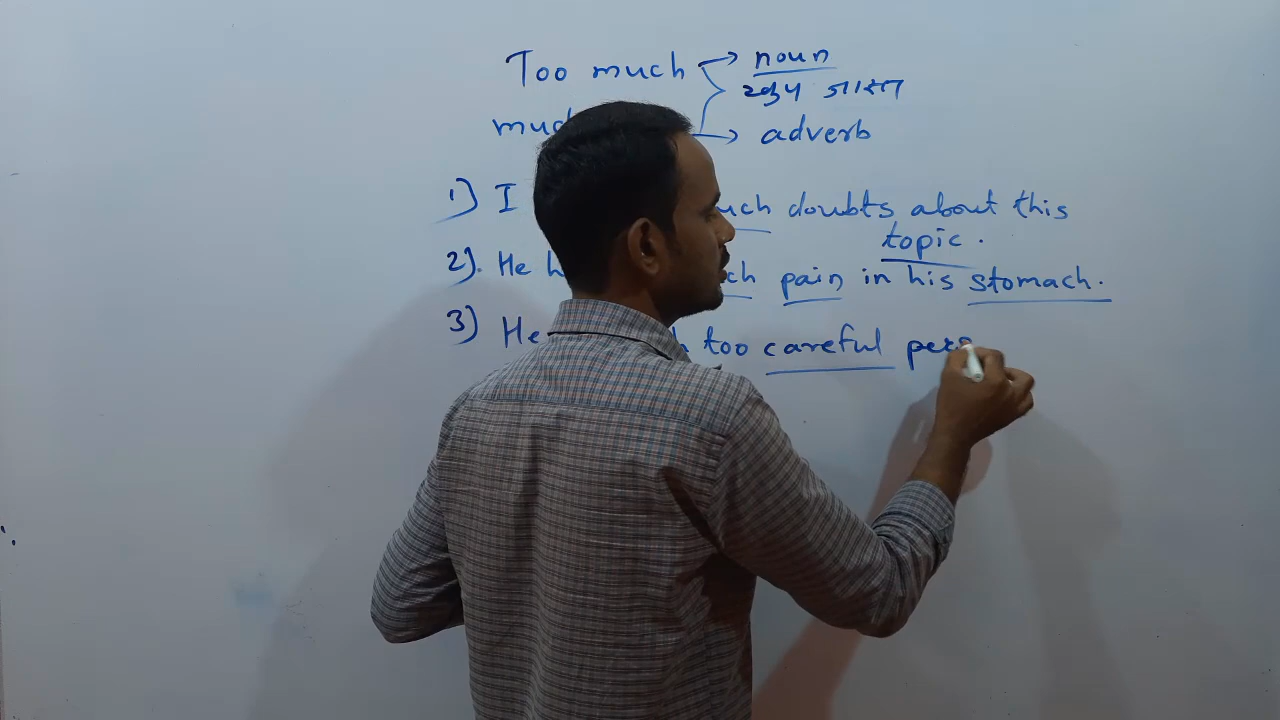 Too much noun
खूप जास्त
muc adverb
1) I uch doubts about this
topic.
2). He h ch pain in his stomach.
3) He h too careful pers